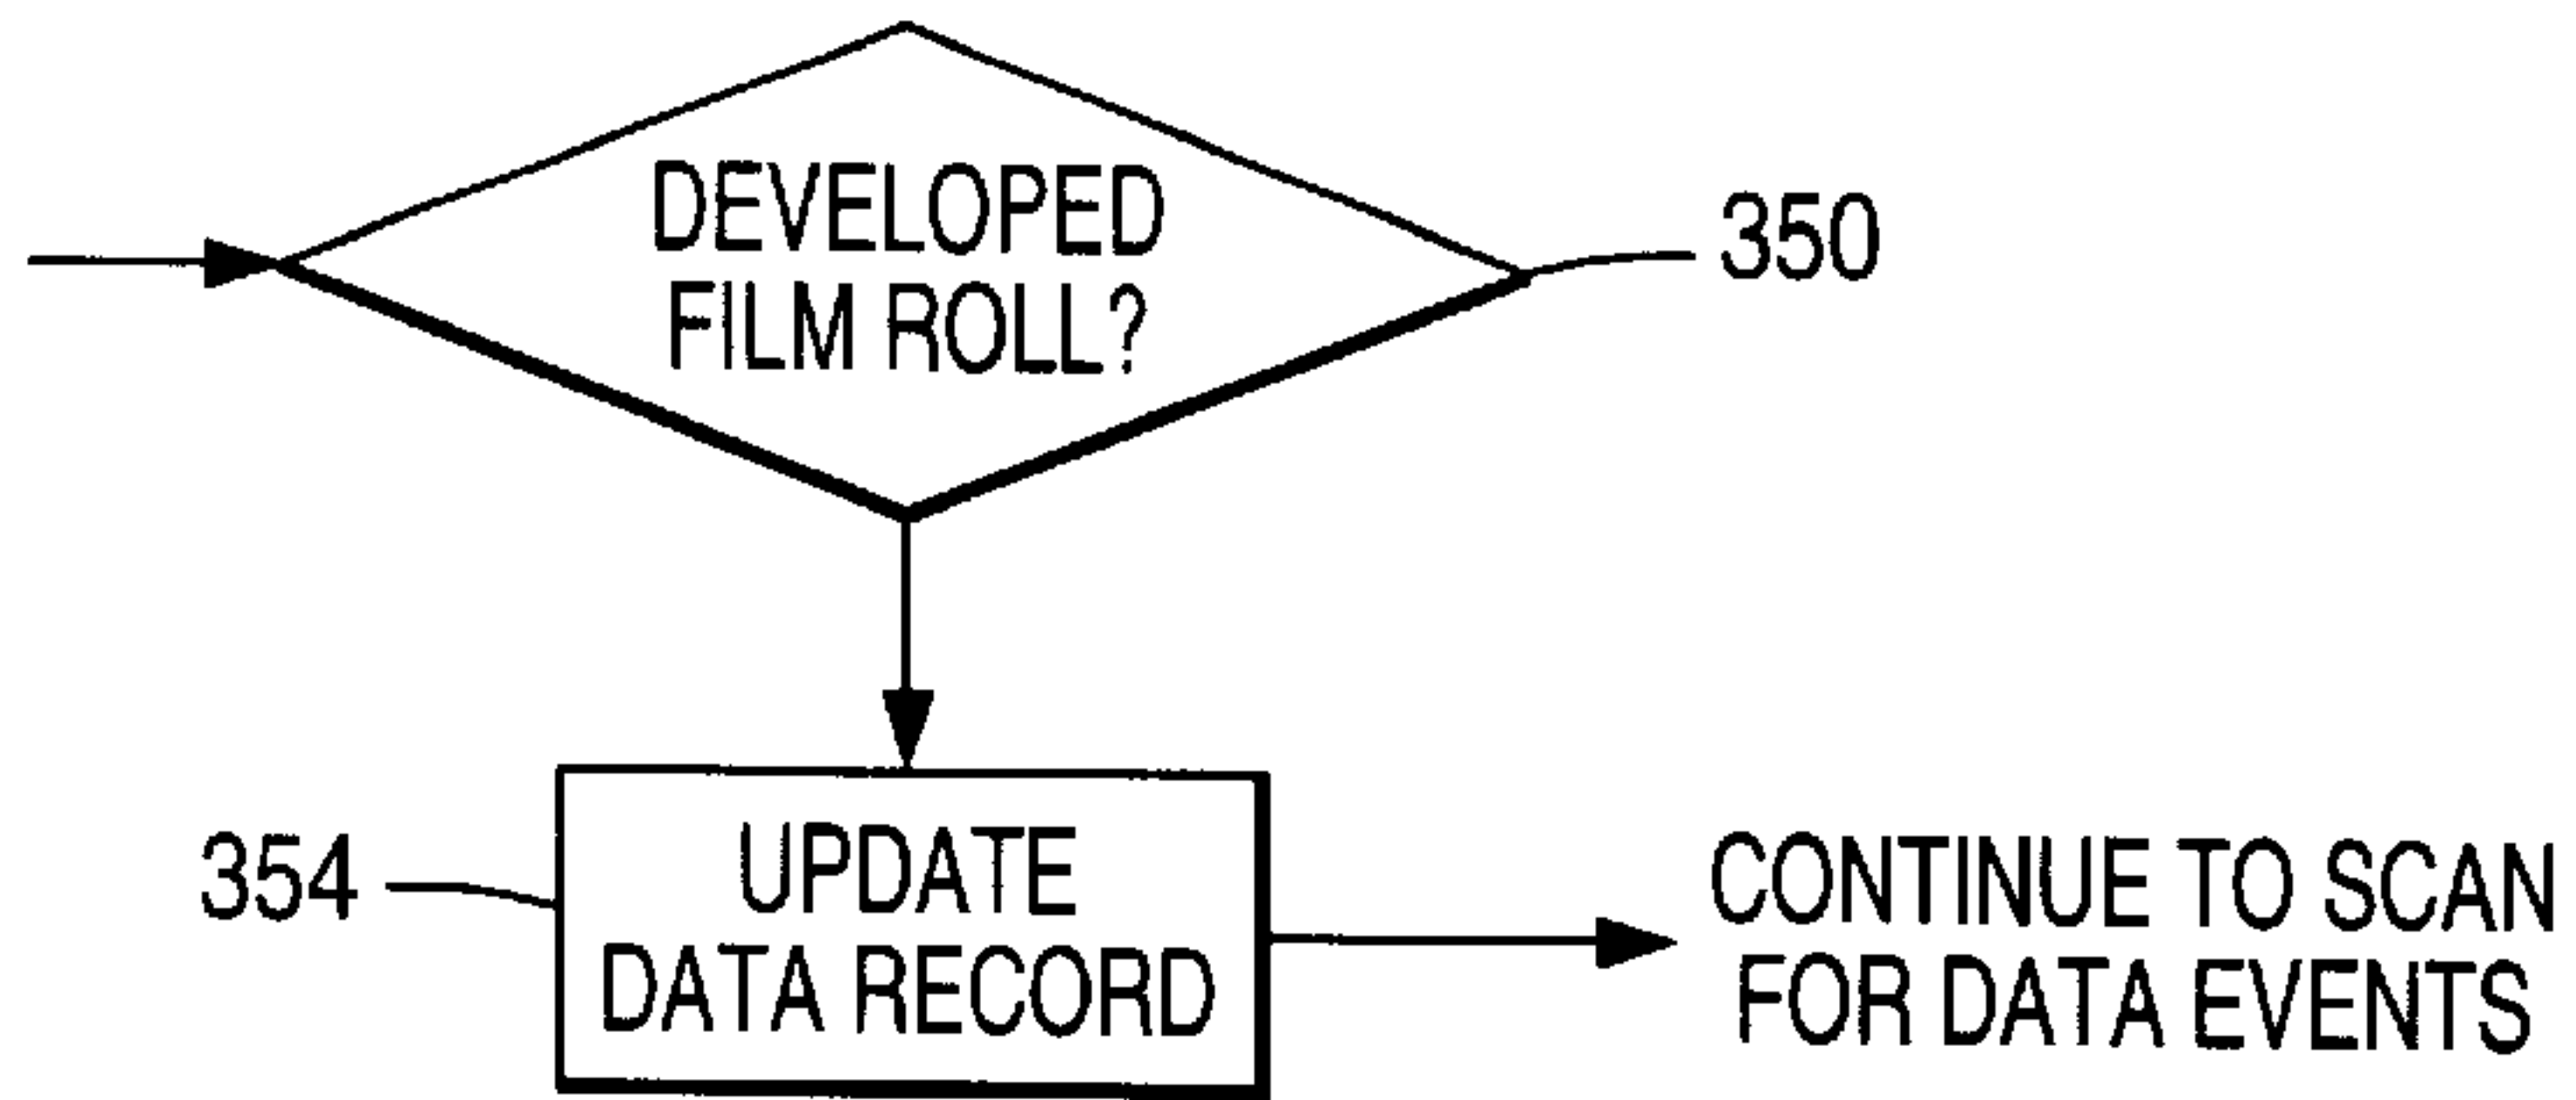 DEVELOPED
FILM ROLL?
350
354
UPDATE
DATA RECORD
CONTINUE TO SCAN
FOR DATA EVENTS